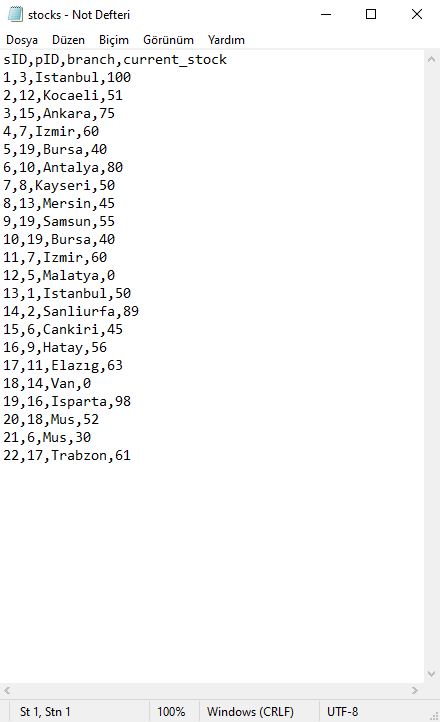 stocks - Not Defteri
Dosya Düzen Biçim Görünüm Yardım
sID,pID,branch,current_stock
1,3,Istanbul,100
2,12,Kocaeli,51
3,15,Ankara,75
4,7,Izmir,60
5,19,Bursa,40
6,10,Antalya,80
7,8,Kayseri,50
8,13,Mersin,45
9,19,Samsun,55
10,19,Bursa,40
11,7,Izmir,60
12,5,Malatya,0
13,1,Istanbul,50
14,2,Sanliurfa,89
15,6,Cankiri,45
16,9,Hatay,56
17,11,Elazıg,63
18,14,Van,0
19,16,Isparta,98
20,18,Mus,52
21,6,Mus,30
22,17,Trabzon,61
St 1, Stn 1 100% Windows (CRLF) UTF-8